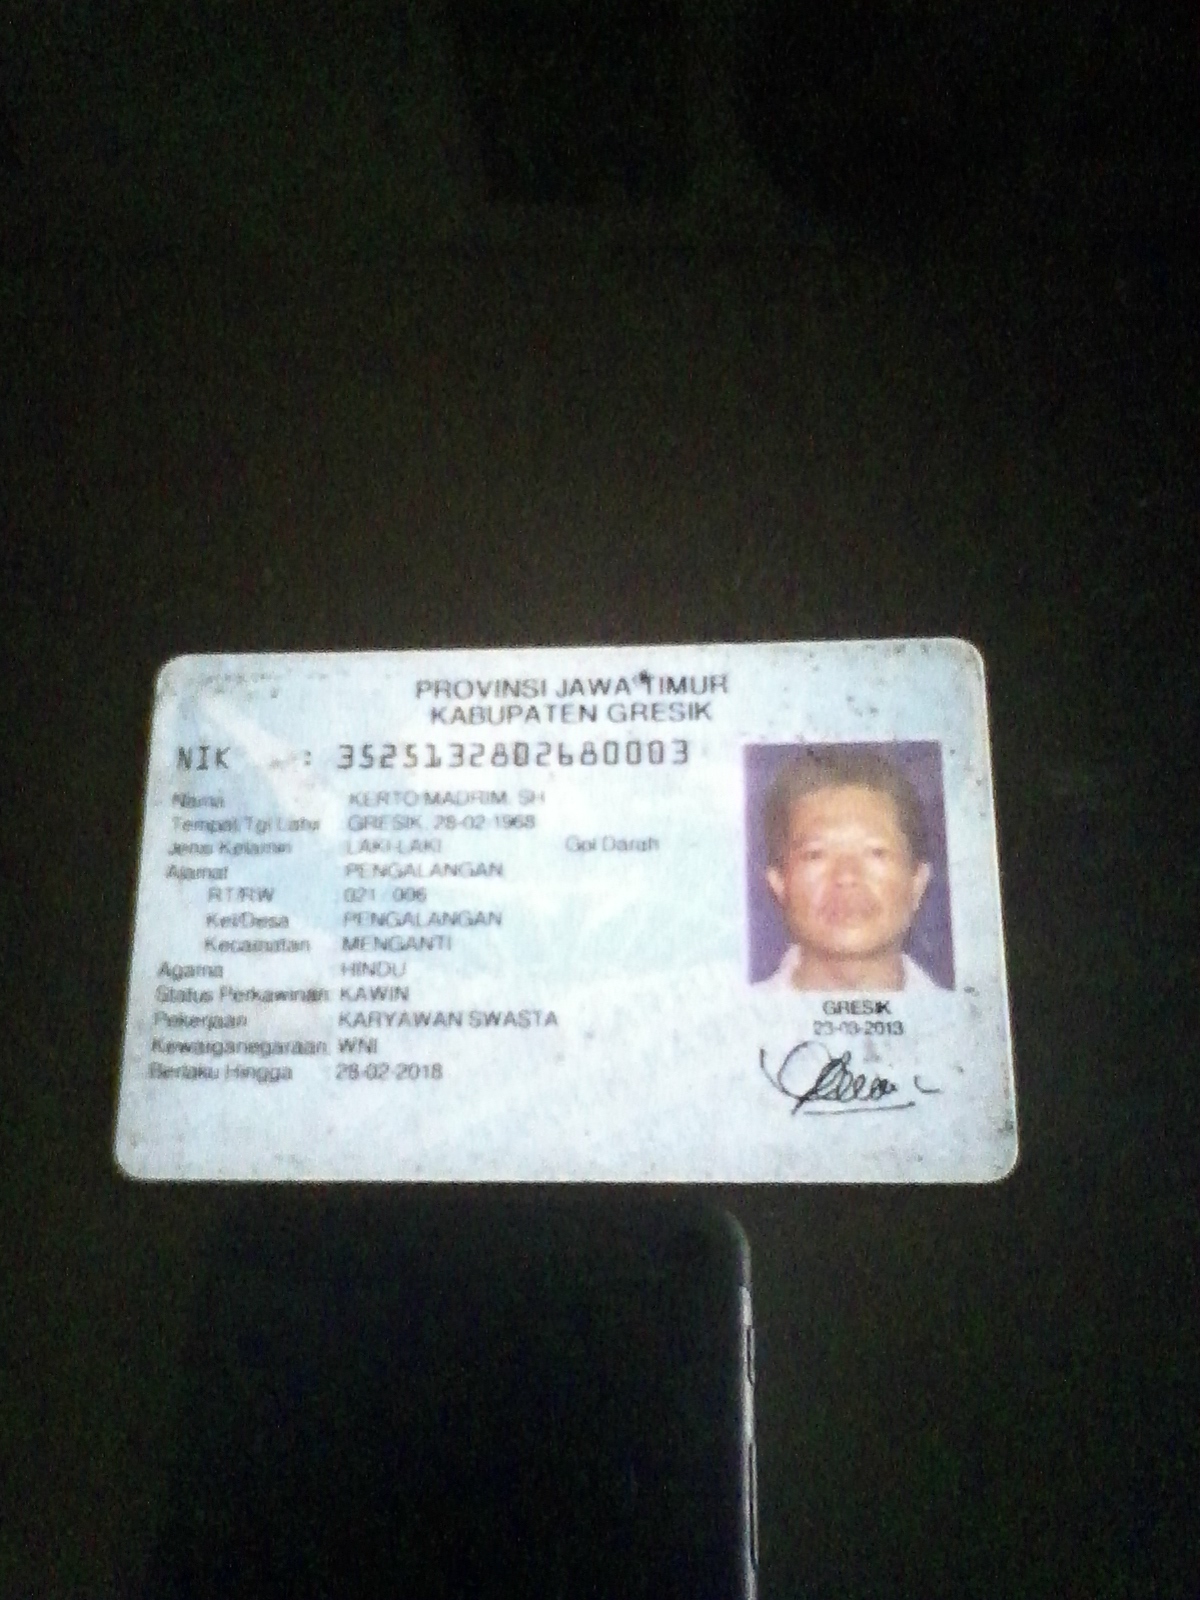 PROVINSI JAWA TIMUR
KABUPATEN GRESIK
NIK : 3525132802680003
Nama KERTO MADRIM, SH
Tempat/Tgl Lahir GRESIK, 28-02-1968
Jenis Kelamin LAKI-LAKI Gol Darah
Alamat PENGALANGAN
RT/RW 021 / 006
Kel/Desa PENGALANGAN
Kecamatan MENGANTI
Agama HINDU
Status Perkawinan: KAWIN
Pekerjaan KARYAWAN SWASTA
Kewarganegaraan: WNI
Berlaku Hingga 28-02-2018
GRESIK
23-03-2013